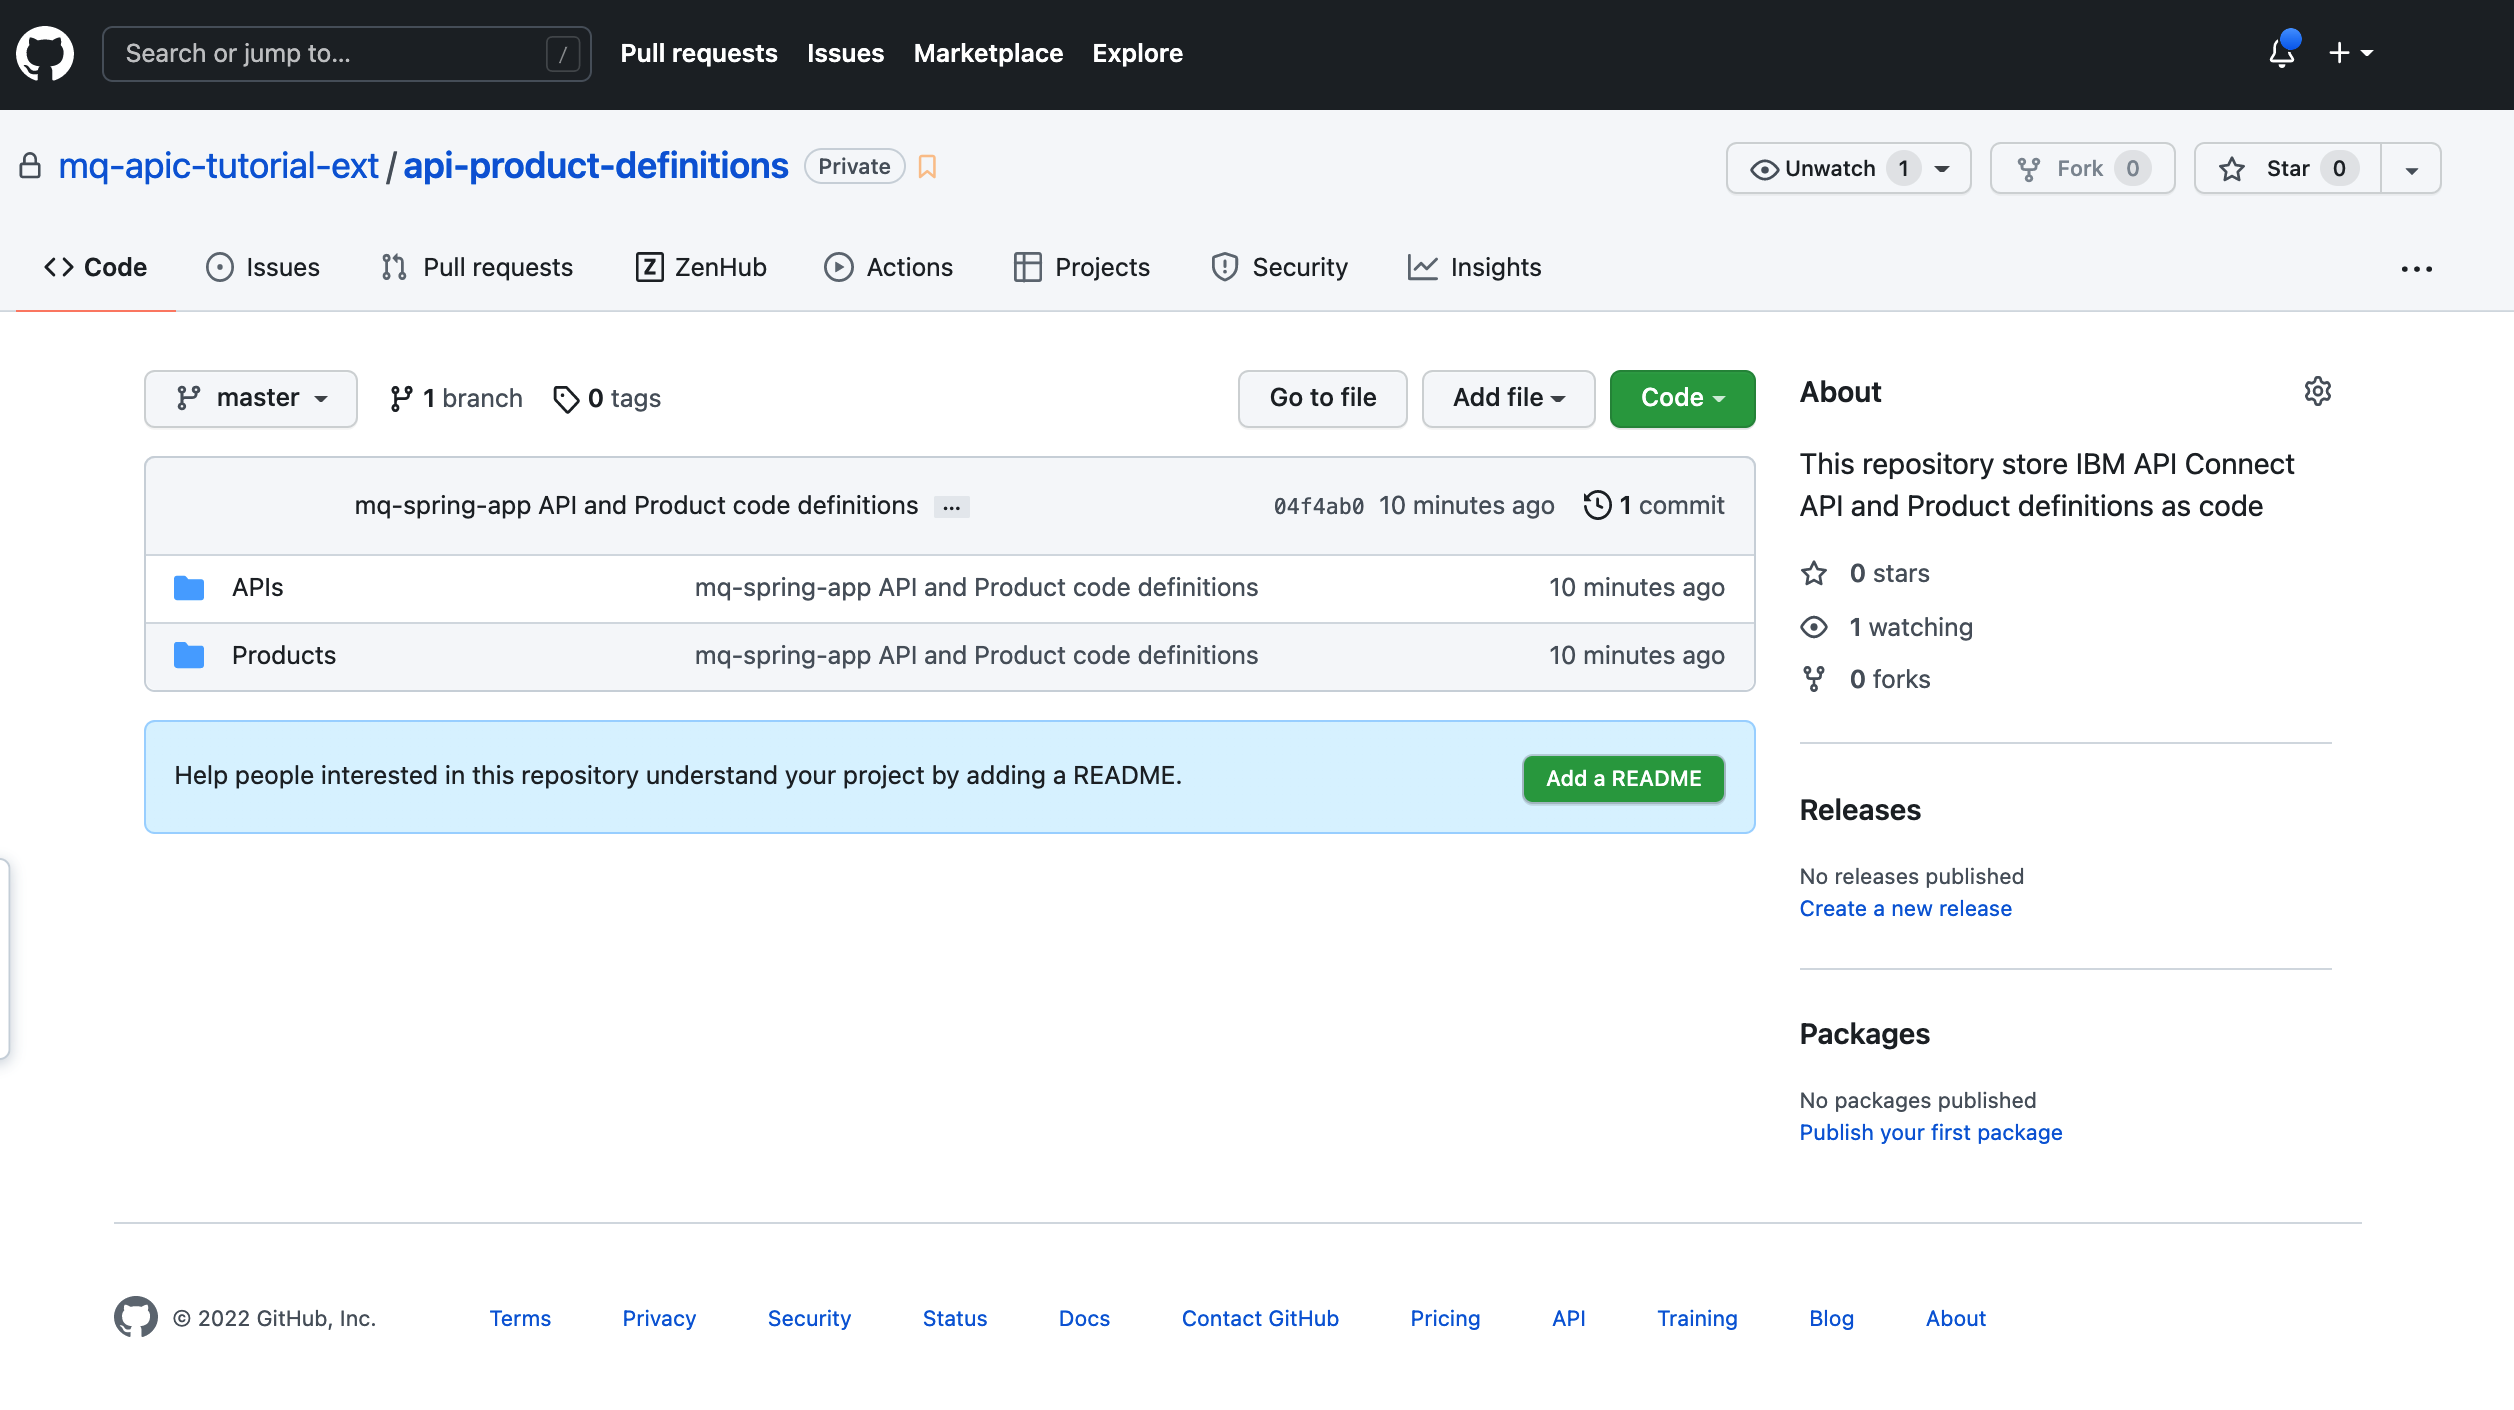 Search or jump to... / Pull requests Issues Marketplace Explore
mq-apic-tutorial-ext / api-product-definitions Private Unwatch 1 Fork 0 Star 0
Code Issues Pull requests Z ZenHub Actions Projects Security Insights ...
master 1 branch 0 tags Go to file Add file Code
mq-spring-app API and Product code definitions ... 04f4ab0 10 minutes ago 1 commit
APIs mq-spring-app API and Product code definitions 10 minutes ago
Products mq-spring-app API and Product code definitions 10 minutes ago
Help people interested in this repository understand your project by adding a README. Add a README
About
This repository store IBM API Connect
API and Product definitions as code
0 stars
1 watching
0 forks
Releases
No releases published
Create a new release
Packages
No packages published
Publish your first package
© 2022 GitHub, Inc. Terms Privacy Security Status Docs Contact GitHub Pricing API Training Blog About